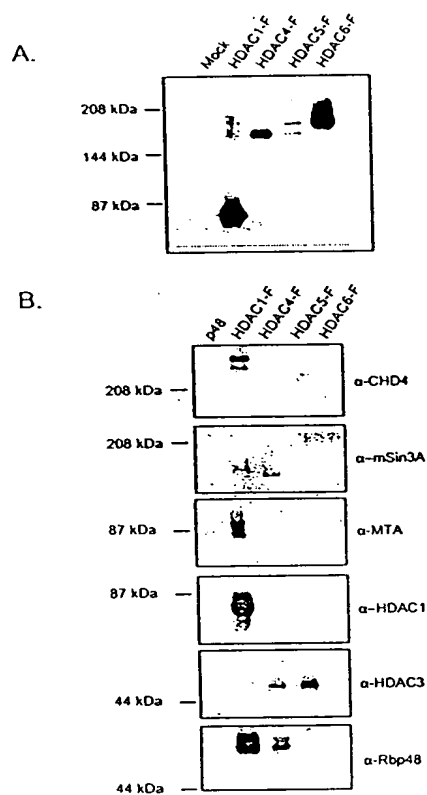 A.
Mock
HDAC1-F
HDAC4-F
HDAC5-F
HDAC6-F
208 kDa
144 kDa
87 kDa
B.
p48
HDAC1-F
HDAC4-F
HDAC5-F
HDAC6-F
208 kDa
α-CHD4
208 kDa
α-mSin3A
87 kDa
α-MTA
87 kDa
α-HDAC1
44 kDa
α-HDAC3
44 kDa
α-Rbp48